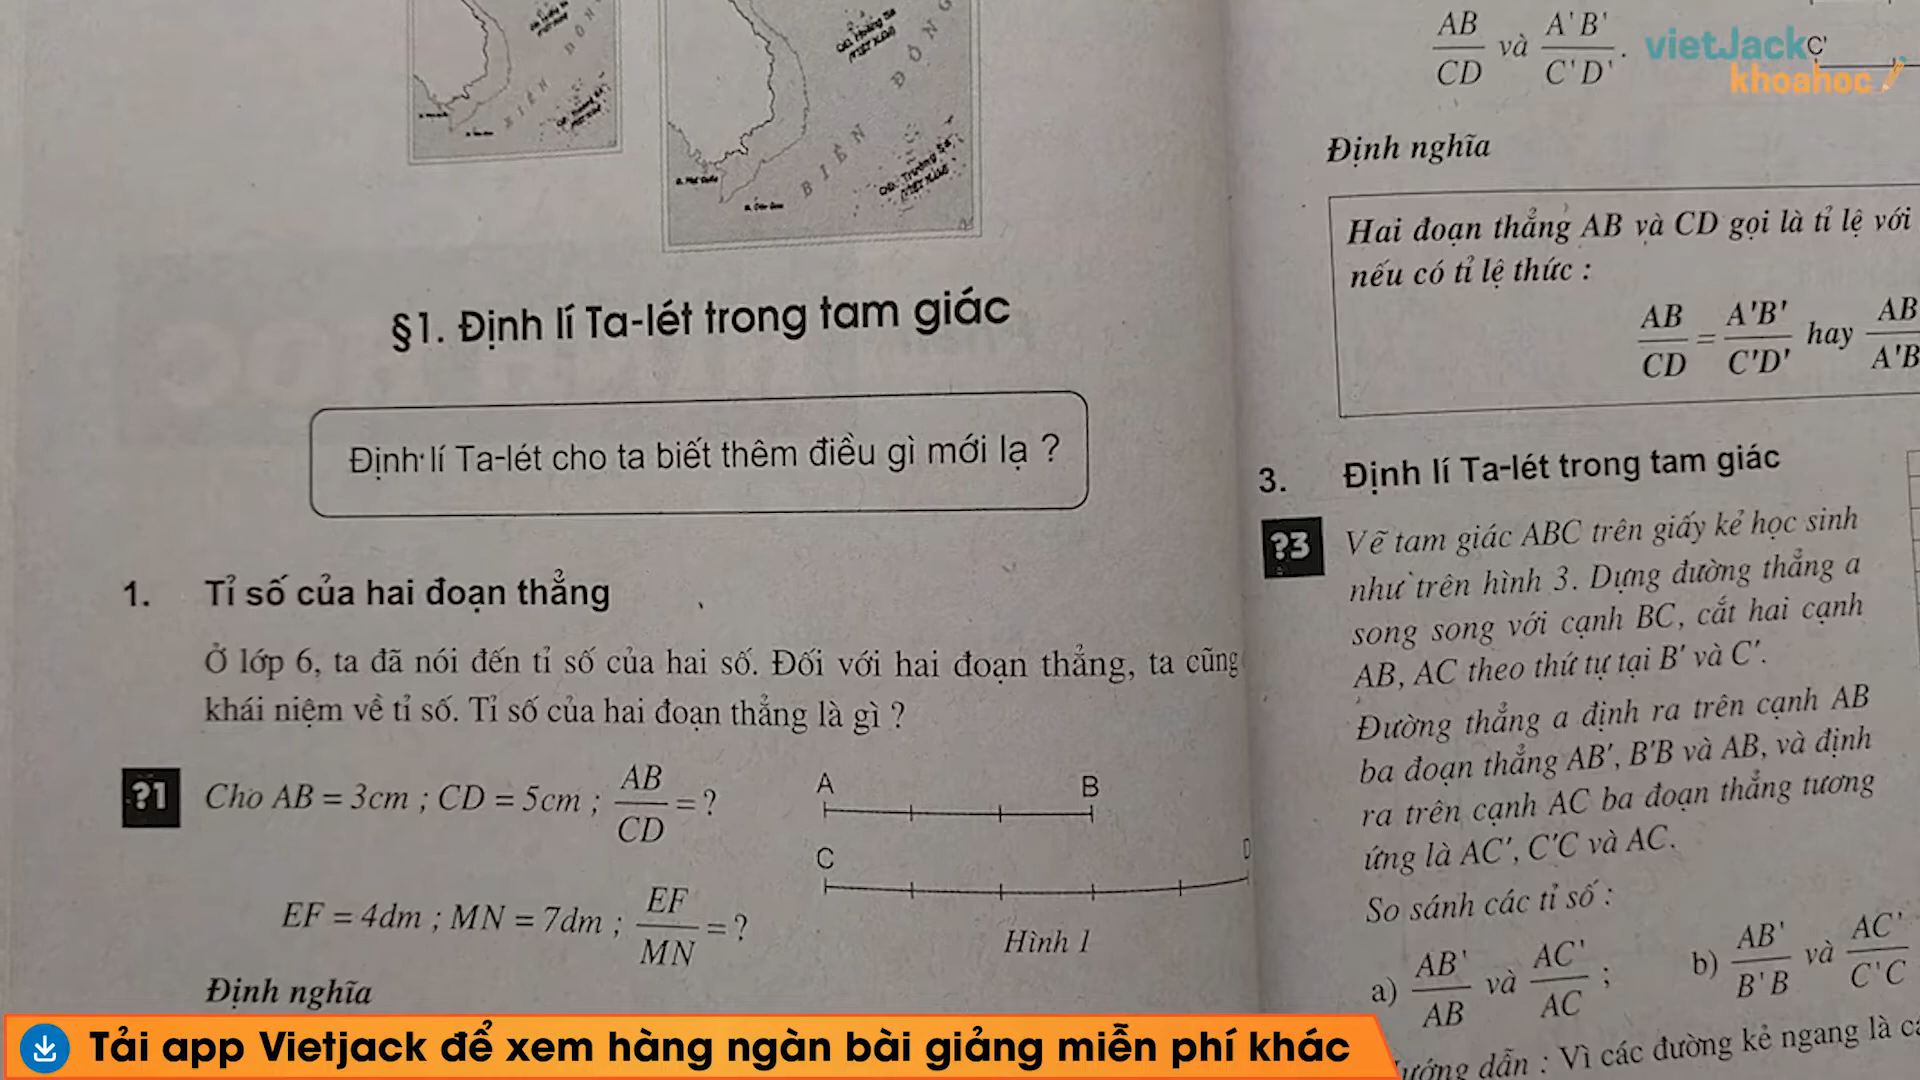 BIỂN ĐÔNG
BIỂN ĐÔNG
§1. Định lí Ta-lét trong tam giác
Định lí Ta-lét cho ta biết thêm điều gì mới lạ ?
1. Tỉ số của hai đoạn thẳng
Ở lớp 6, ta đã nói đến tỉ số của hai số. Đối với hai đoạn thẳng, ta cũng
khái niệm về tỉ số. Tỉ số của hai đoạn thẳng là gì ?
?1 Cho AB = 3cm ; CD = 5cm ; AB/CD = ?
A B
C D
EF = 4dm ; MN = 7dm ; EF/MN = ?
Hình 1
Định nghĩa
AB/CD và A'B'/C'D'.
C'
Định nghĩa
Hai đoạn thẳng AB và CD gọi là tỉ lệ với
nếu có tỉ lệ thức :
AB/CD = A'B'/C'D' hay AB/A'B
3. Định lí Ta-lét trong tam giác
?3 Vẽ tam giác ABC trên giấy kẻ học sinh
như trên hình 3. Dựng đường thẳng a
song song với cạnh BC, cắt hai cạnh
AB, AC theo thứ tự tại B' và C'.
Đường thẳng a định ra trên cạnh AB
ba đoạn thẳng AB', B'B và AB, và định
ra trên cạnh AC ba đoạn thẳng tương
ứng là AC', C'C và AC.
So sánh các tỉ số :
a) AB'/AB và AC'/AC ; b) AB'/B'B và AC'/C'C
dẫn : Vì các đường kẻ ngang là
vietJack
khoahoc
Tải app Vietjack để xem hàng ngàn bài giảng miễn phí khác